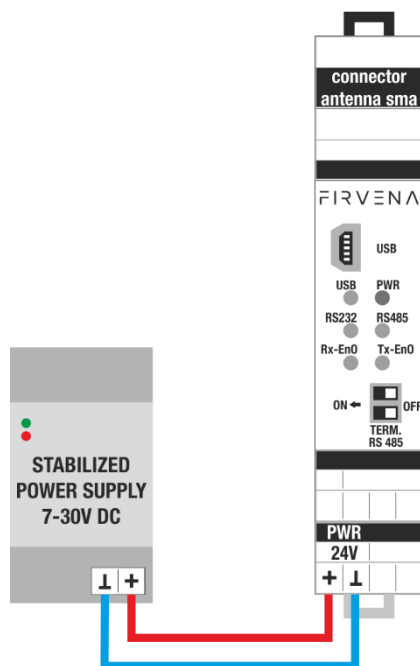 connector
antenna sma
FIRVENA
USB
USB PWR
RS232 RS485
Rx-EnO Tx-EnO
ON OFF
TERM.
RS 485
STABILIZED
POWER SUPPLY
7-30V DC
PWR
24V
⊥ +
+ ⊥